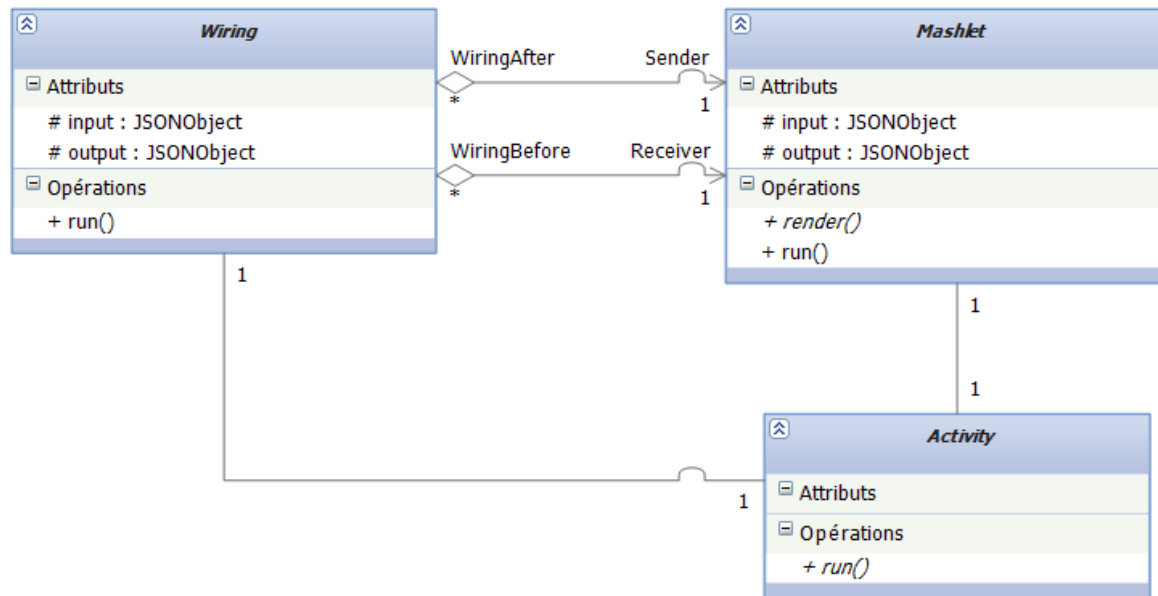 Wiring
Attributs
# input : JSONObject
# output : JSONObject
Opérations
+ run()
WiringAfter
Sender
*
1
WiringBefore
Receiver
*
1
Mashlet
Attributs
# input : JSONObject
# output : JSONObject
Opérations
+ render()
+ run()
1
1
1
1
Activity
Attributs
Opérations
+ run()